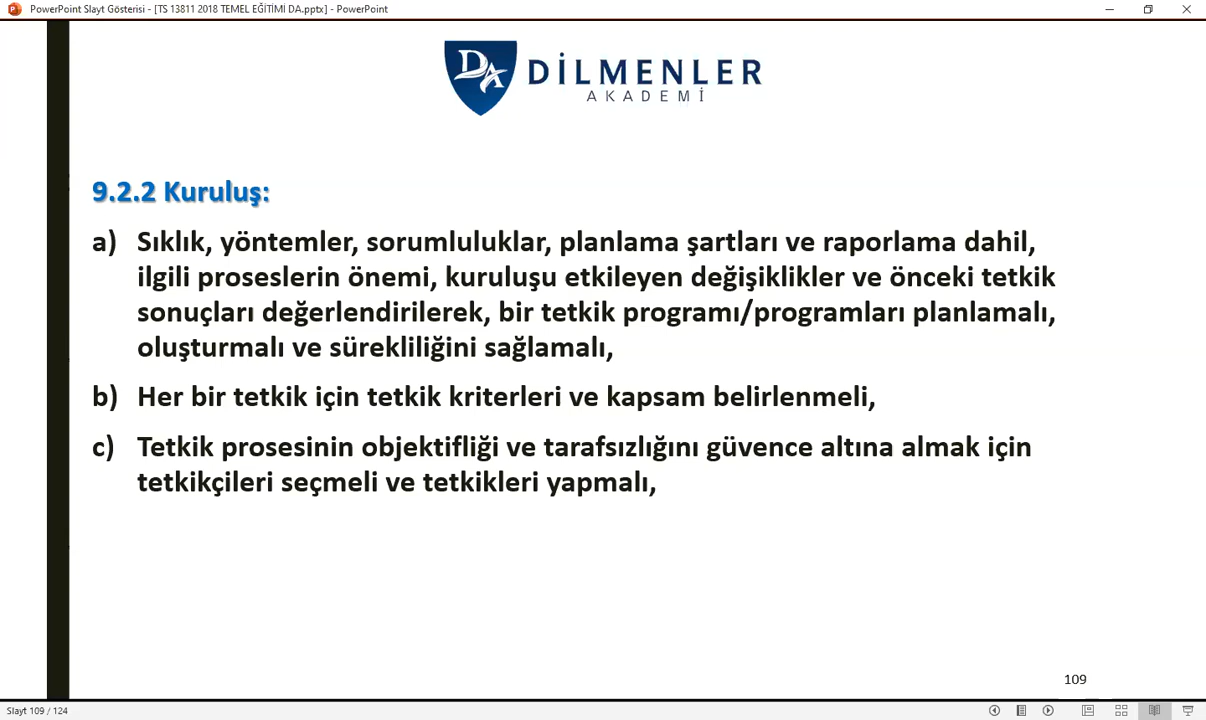 PowerPoint Slayt Gösterisi - [TS 13811 2018 TEMEL EĞİTİMİ DA.pptx] - PowerPoint
DA DİLMENLER
AKADEMİ
9.2.2 Kuruluş:
a) Sıklık, yöntemler, sorumluluklar, planlama şartları ve raporlama dahil,
ilgili proseslerin önemi, kuruluşu etkileyen değişiklikler ve önceki tetkik
sonuçları değerlendirilerek, bir tetkik programı/programları planlamalı,
oluşturmalı ve sürekliliğini sağlamalı,
b) Her bir tetkik için tetkik kriterleri ve kapsam belirlenmeli,
c) Tetkik prosesinin objektifliği ve tarafsızlığını güvence altına almak için
tetkikçileri seçmeli ve tetkikleri yapmalı,
109
Slayt 109 / 124